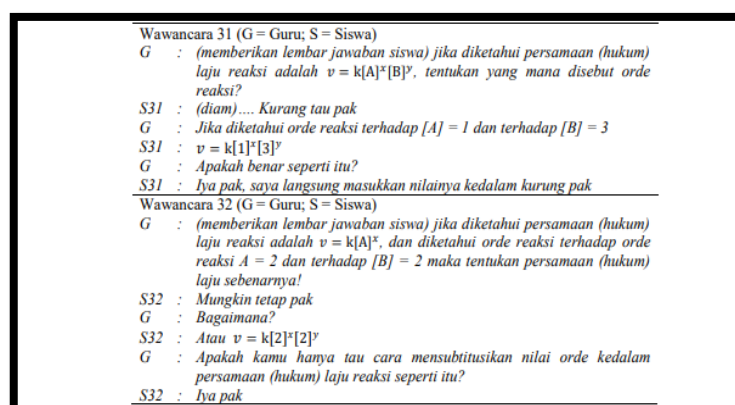 Wawancara 31 (G = Guru; S = Siswa)
G : (memberikan lembar jawaban siswa) jika diketahui persamaan (hukum)
laju reaksi adalah v = k[A]ˣ[B]ʸ, tentukan yang mana disebut orde
reaksi?
S31 : (diam).... Kurang tau pak
G : Jika diketahui orde reaksi terhadap [A] = 1 dan terhadap [B] = 3
S31 : v = k[1]ˣ[3]ʸ
G : Apakah benar seperti itu?
S31 : Iya pak, saya langsung masukkan nilainya kedalam kurung pak
Wawancara 32 (G = Guru; S = Siswa)
G : (memberikan lembar jawaban siswa) jika diketahui persamaan (hukum)
laju reaksi adalah v = k[A]ˣ, dan diketahui orde reaksi terhadap orde
reaksi A = 2 dan terhadap [B] = 2 maka tentukan persamaan (hukum)
laju sebenarnya!
S32 : Mungkin tetap pak
G : Bagaimana?
S32 : Atau v = k[2]ˣ[2]ʸ
G : Apakah kamu hanya tau cara mensubtitusikan nilai orde kedalam
persamaan (hukum) laju reaksi seperti itu?
S32 : Iya pak